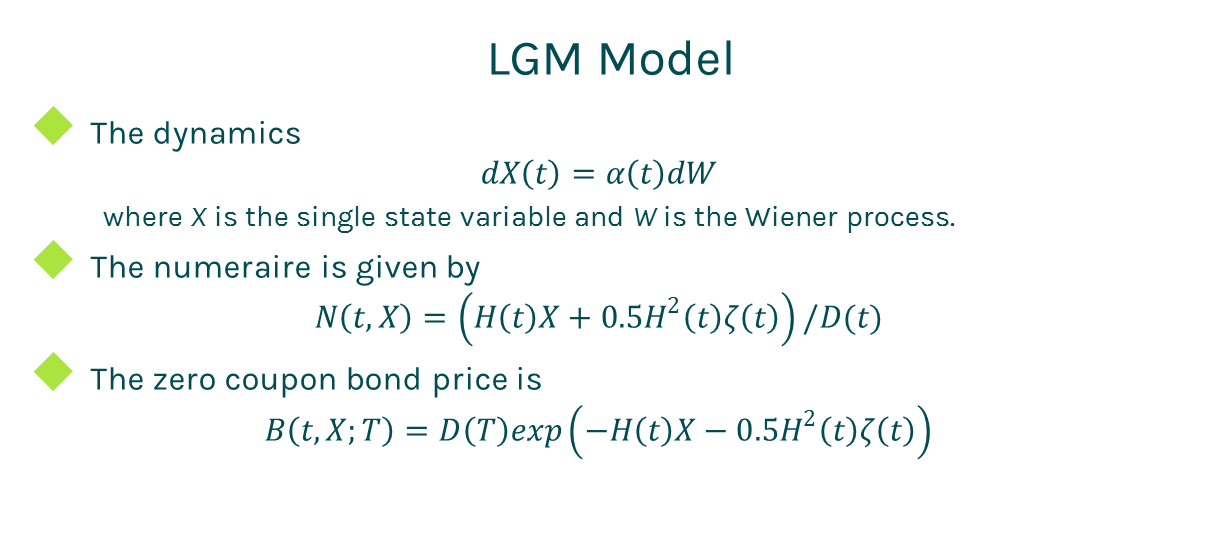 LGM Model
The dynamics
dX(t) = α(t)dW
where X is the single state variable and W is the Wiener process.
The numeraire is given by
N(t, X) = (H(t)X + 0.5H²(t)ζ(t))/D(t)
The zero coupon bond price is
B(t, X; T) = D(T)exp(−H(t)X − 0.5H²(t)ζ(t))